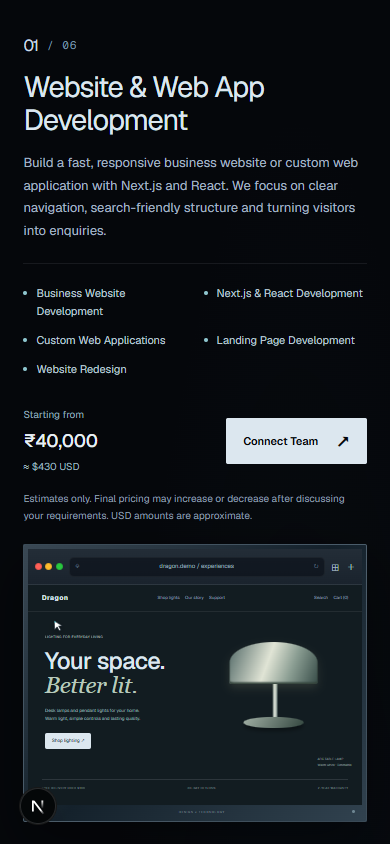 01 / 06
Website & Web App
Development
Build a fast, responsive business website or custom web
application with Next.js and React. We focus on clear
navigation, search-friendly structure and turning visitors
into enquiries.
Business Website
Development
Next.js & React Development
Custom Web Applications
Landing Page Development
Website Redesign
Starting from
₹40,000
≈ $430 USD
Connect Team ↗
Estimates only. Final pricing may increase or decrease after discussing
your requirements. USD amounts are approximate.
dragon.demo / experiences
Dragon
Shop lights Our story Support
Search Cart (0)
LIGHTING FOR EVERYDAY LIVING
Your space.
Better lit.
Desk lamps and pendant lights for your home.
Warm light, simple controls and lasting quality.
Shop lighting ↗
N